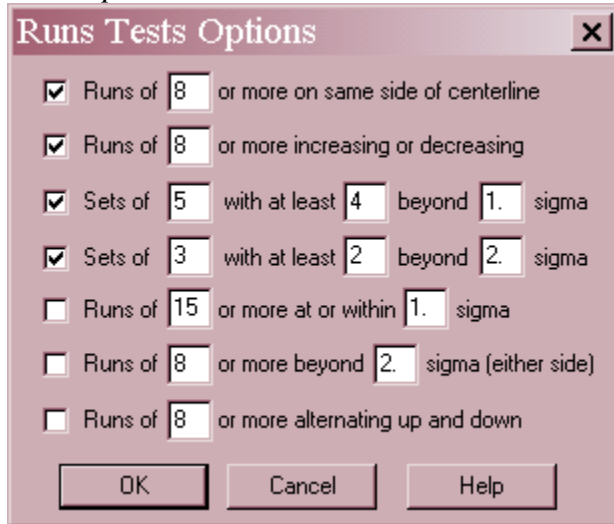 Runs Tests Options
Runs of 8 or more on same side of centerline
Runs of 8 or more increasing or decreasing
Sets of 5 with at least 4 beyond 1. sigma
Sets of 3 with at least 2 beyond 2. sigma
Runs of 15 or more at or within 1. sigma
Runs of 8 or more beyond 2. sigma (either side)
Runs of 8 or more alternating up and down
OK Cancel Help